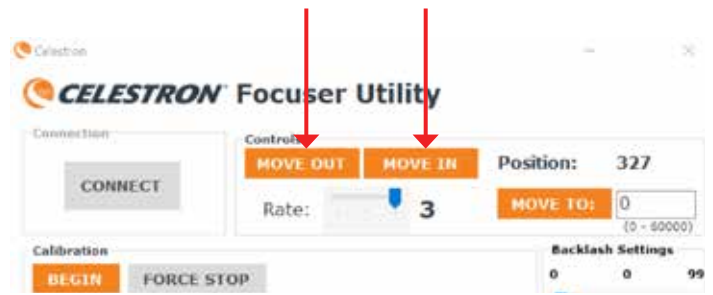 Celestron
CELESTRON Focuser Utility
Connection
CONNECT
Controls
MOVE OUT
MOVE IN
Position: 327
Rate: 3
MOVE TO: 0
(0 - 60000)
Calibration
BEGIN
FORCE STOP
Backlash Settings
0 0 99